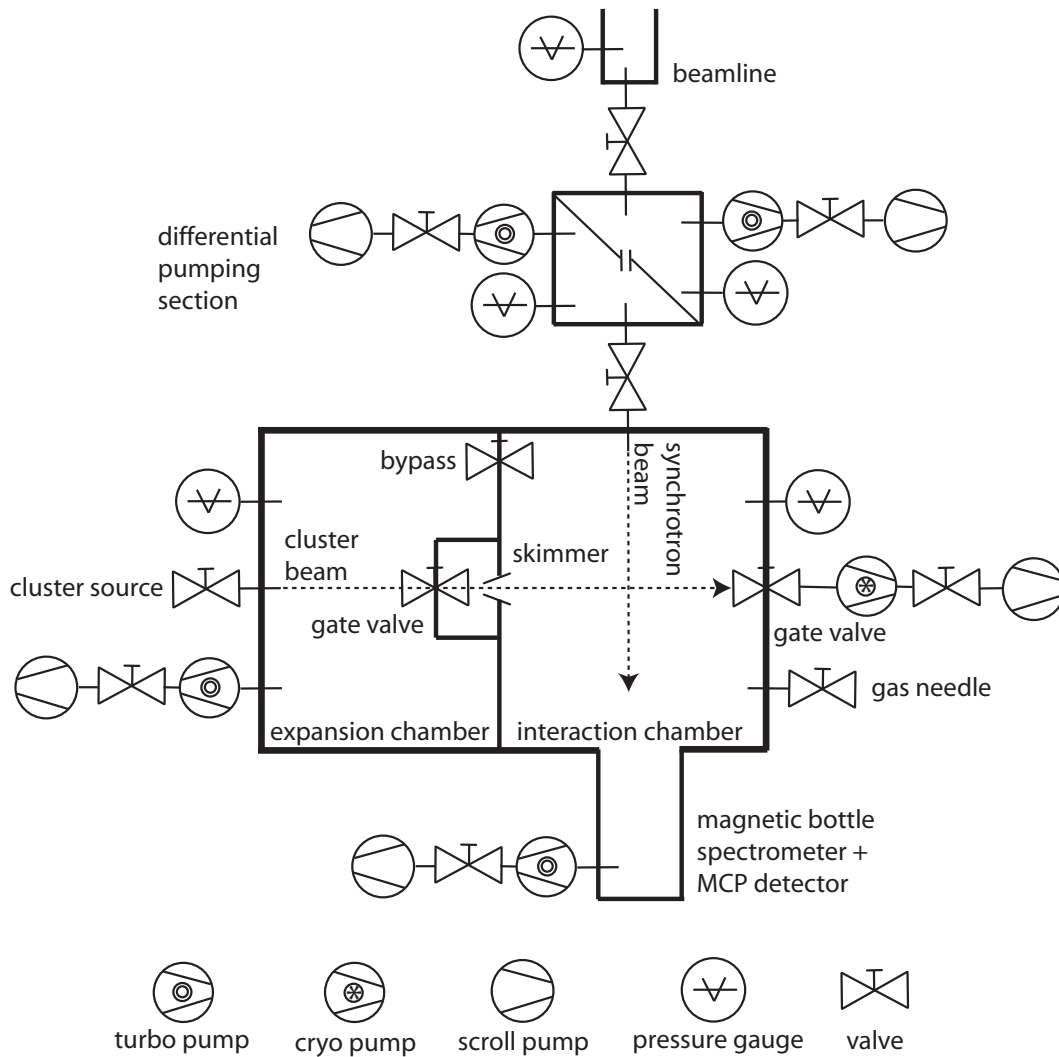 beamline
differential
pumping
section
bypass
synchrotron
beam
cluster
beam
skimmer
cluster source
gate valve
gate valve
gas needle
expansion chamber
interaction chamber
magnetic bottle
spectrometer +
MCP detector
turbo pump
cryo pump
scroll pump
pressure gauge
valve